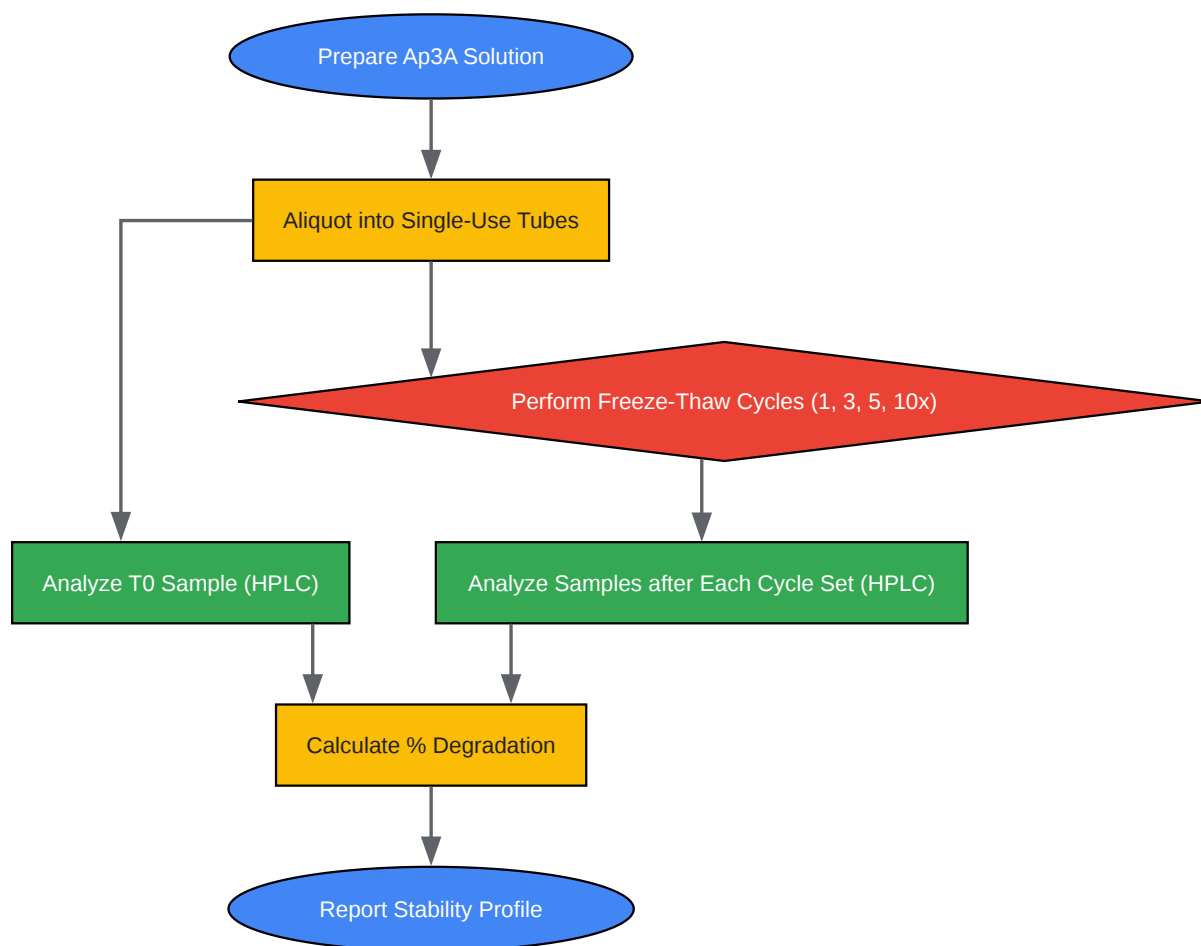 Prepare Ap3A Solution
Aliquot into Single-Use Tubes
Perform Freeze-Thaw Cycles (1, 3, 5, 10x)
Analyze T0 Sample (HPLC)
Analyze Samples after Each Cycle Set (HPLC)
Calculate % Degradation
Report Stability Profile